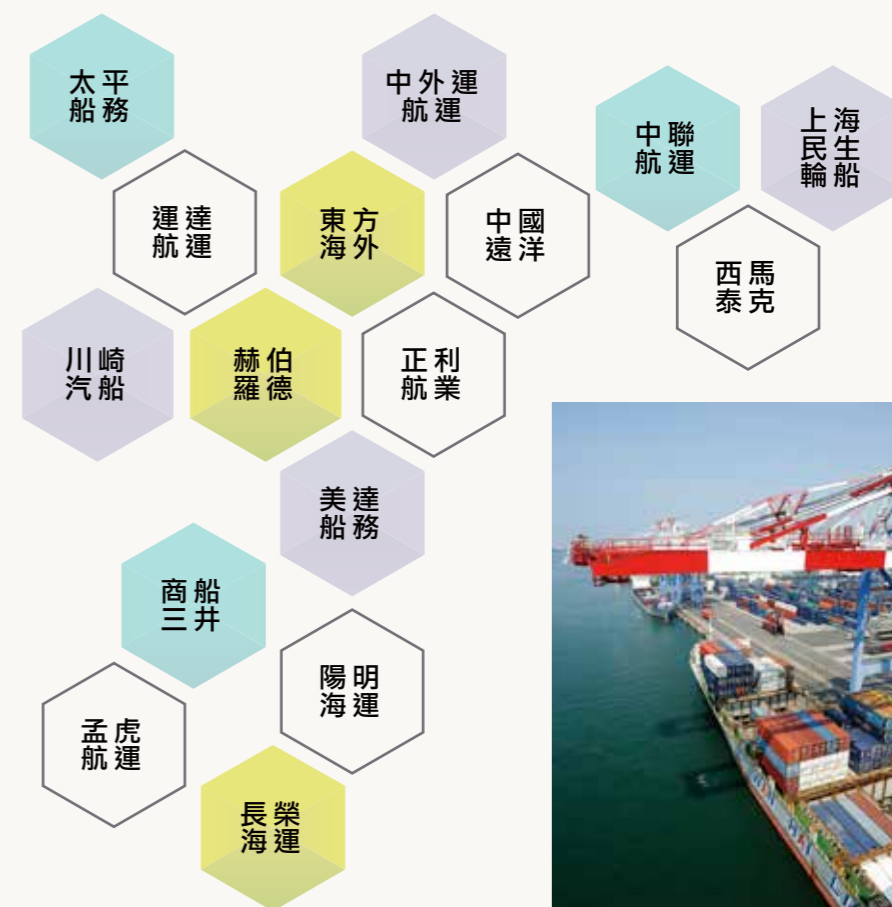 太平
船務
中外運
航運
中聯
航運
上海
民生
輪船
運達
航運
東方
海外
中國
遠洋
西馬
泰克
川崎
汽船
赫伯
羅德
正利
航業
美達
船務
商船
三井
陽明
海運
孟虎
航運
長榮
海運